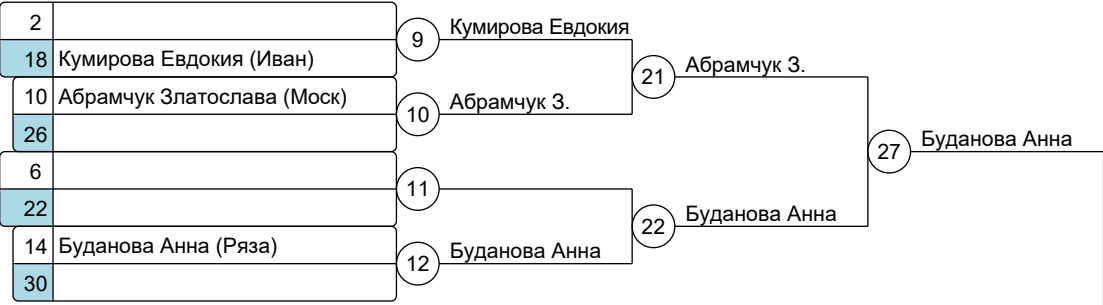 2
9
Кумирова Евдокия
18 Кумирова Евдокия (Иван)
21
Абрамчук З.
10 Абрамчук Златослава (Моск)
10
Абрамчук З.
26
27
Буданова Анна
6
11
22
22
Буданова Анна
14 Буданова Анна (Ряза)
12
Буданова Анна
30